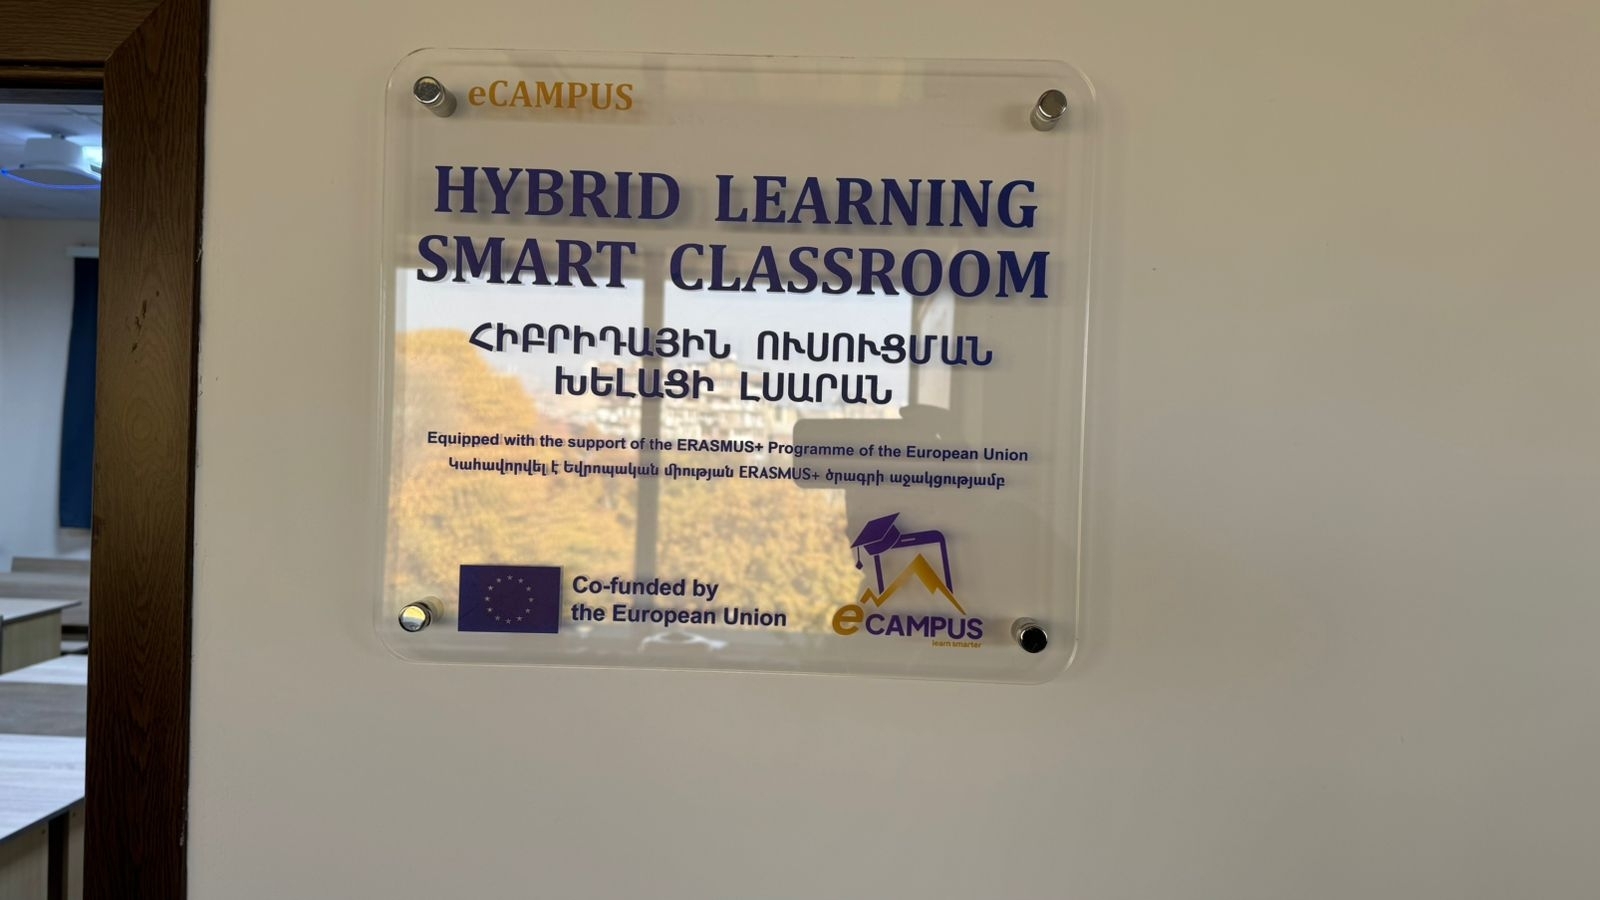 eCAMPUS
HYBRID LEARNING
SMART CLASSROOM
ՀԻԲՐԻԴԱՅԻՆ ՈՒՍՈՒՑՄԱՆ
ԽԵԼԱՑԻ ԼՍԱՐԱՆ
Equipped with the support of the ERASMUS+ Programme of the European Union
Կահավորվել է Եվրոպական միության ERASMUS+ ծրագրի աջակցությամբ
Co-funded by
the European Union
eCAMPUS
learn smarter